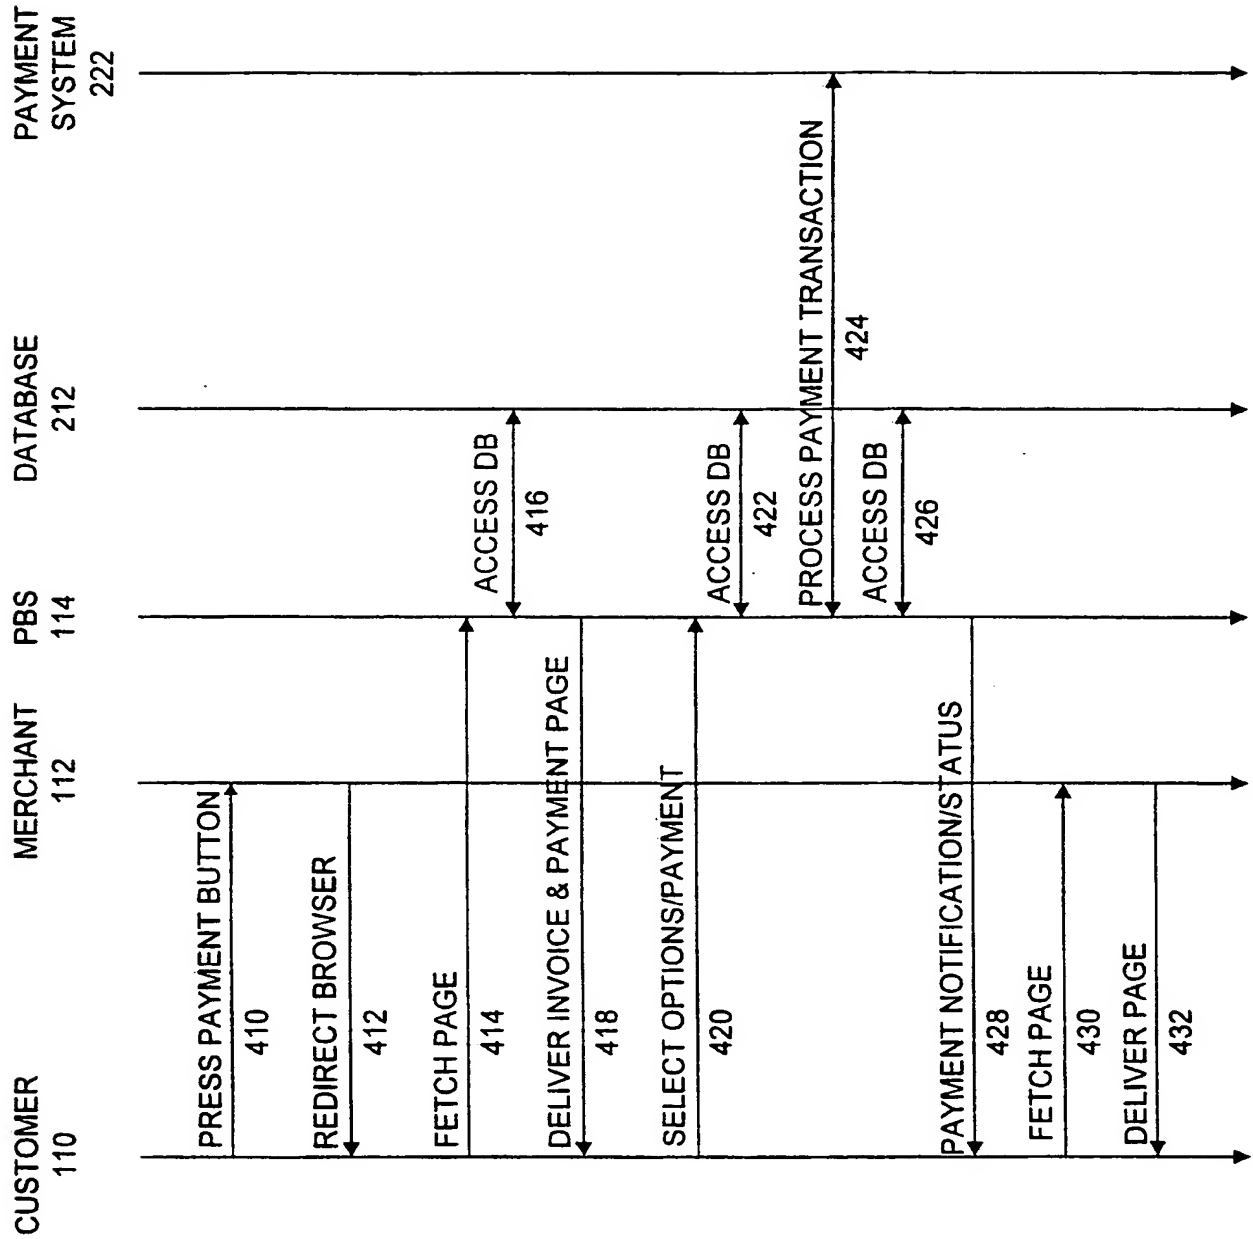 CUSTOMER
110
MERCHANT
112
PBS
114
DATABASE
212
PAYMENT
SYSTEM
222
PRESS PAYMENT BUTTON
410
REDIRECT BROWSER
412
FETCH PAGE
414
ACCESS DB
416
DELIVER INVOICE & PAYMENT PAGE
418
SELECT OPTIONS/PAYMENT
420
ACCESS DB
422
PROCESS PAYMENT TRANSACTION
424
ACCESS DB
426
PAYMENT NOTIFICATION/STATUS
428
FETCH PAGE
430
DELIVER PAGE
432